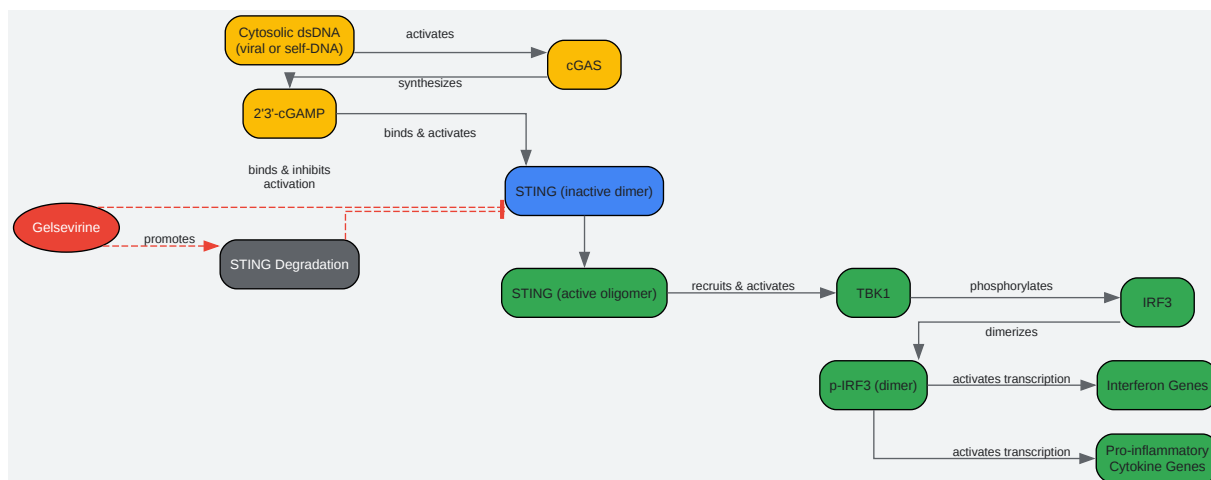 Cytosolic dsDNA
(viral or self-DNA)
activates
cGAS
synthesizes
2'3'-cGAMP
binds & activates
binds & inhibits
activation
STING (inactive dimer)
Gelsevirine
promotes
STING Degradation
STING (active oligomer)
recruits & activates
TBK1
phosphorylates
IRF3
dimerizes
p-IRF3 (dimer)
activates transcription
Interferon Genes
activates transcription
Pro-inflammatory
Cytokine Genes